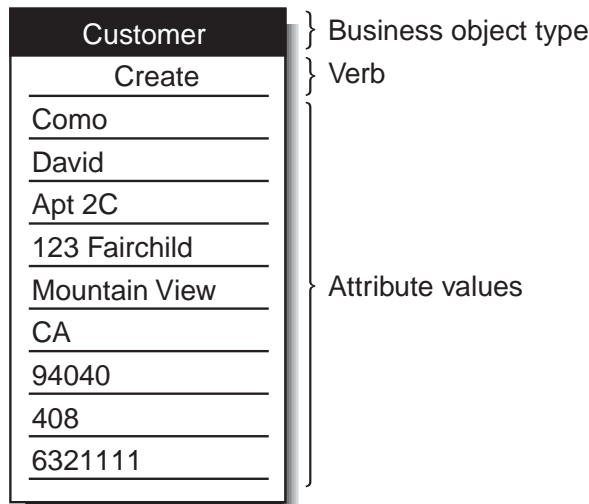 Customer
Business object type
Create
Verb
Como
David
Apt 2C
123 Fairchild
Mountain View
Attribute values
CA
94040
408
6321111